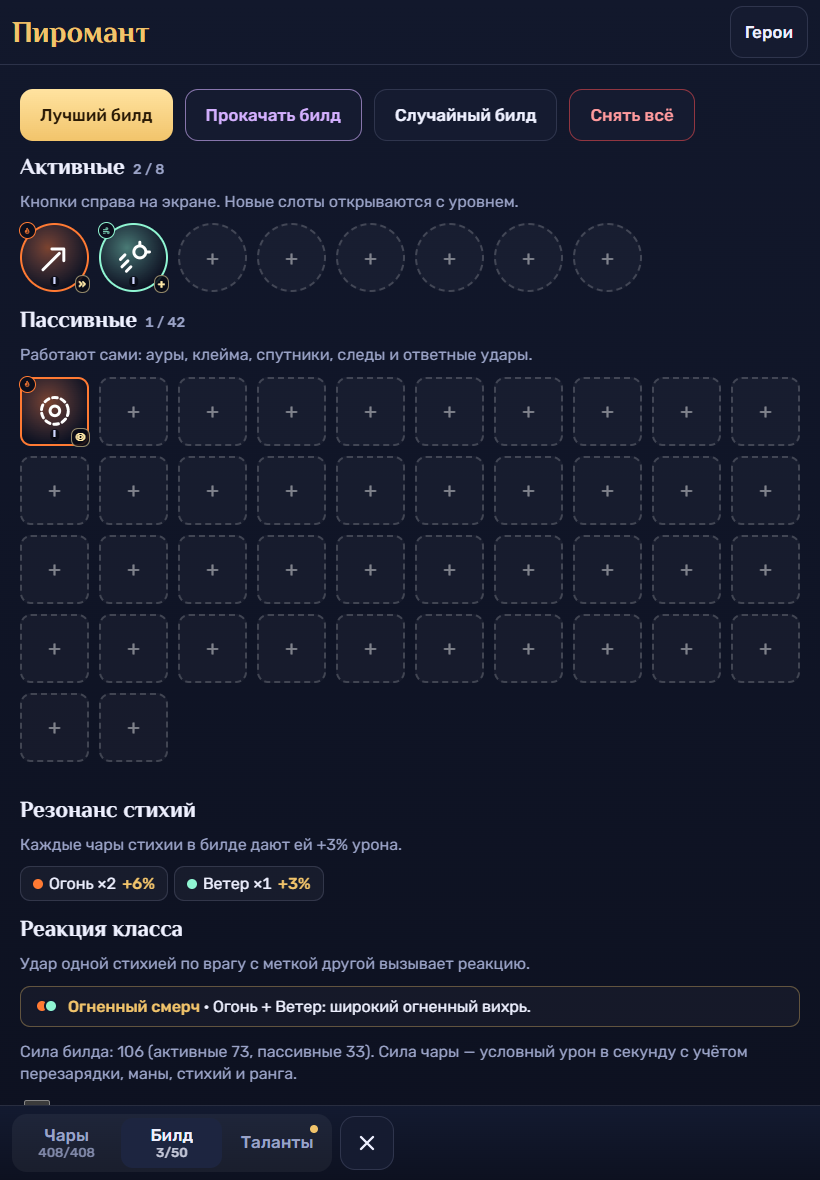 Пиромант
Герои
Лучший билд
Прокачать билд
Случайный билд
Снять всё
Активные 2 / 8
Кнопки справа на экране. Новые слоты открываются с уровнем.
I
I
Пассивные 1 / 42
Работают сами: ауры, клейма, спутники, следы и ответные удары.
I
Резонанс стихий
Каждые чары стихии в билде дают ей +3% урона.
Огонь ×2 +6%
Ветер ×1 +3%
Реакция класса
Удар одной стихией по врагу с меткой другой вызывает реакцию.
Огненный смерч • Огонь + Ветер: широкий огненный вихрь.
Сила билда: 106 (активные 73, пассивные 33). Сила чары — условный урон в секунду с учётом
перезарядки, маны, стихий и ранга.
Чары
408/408
Билд
3/50
Таланты